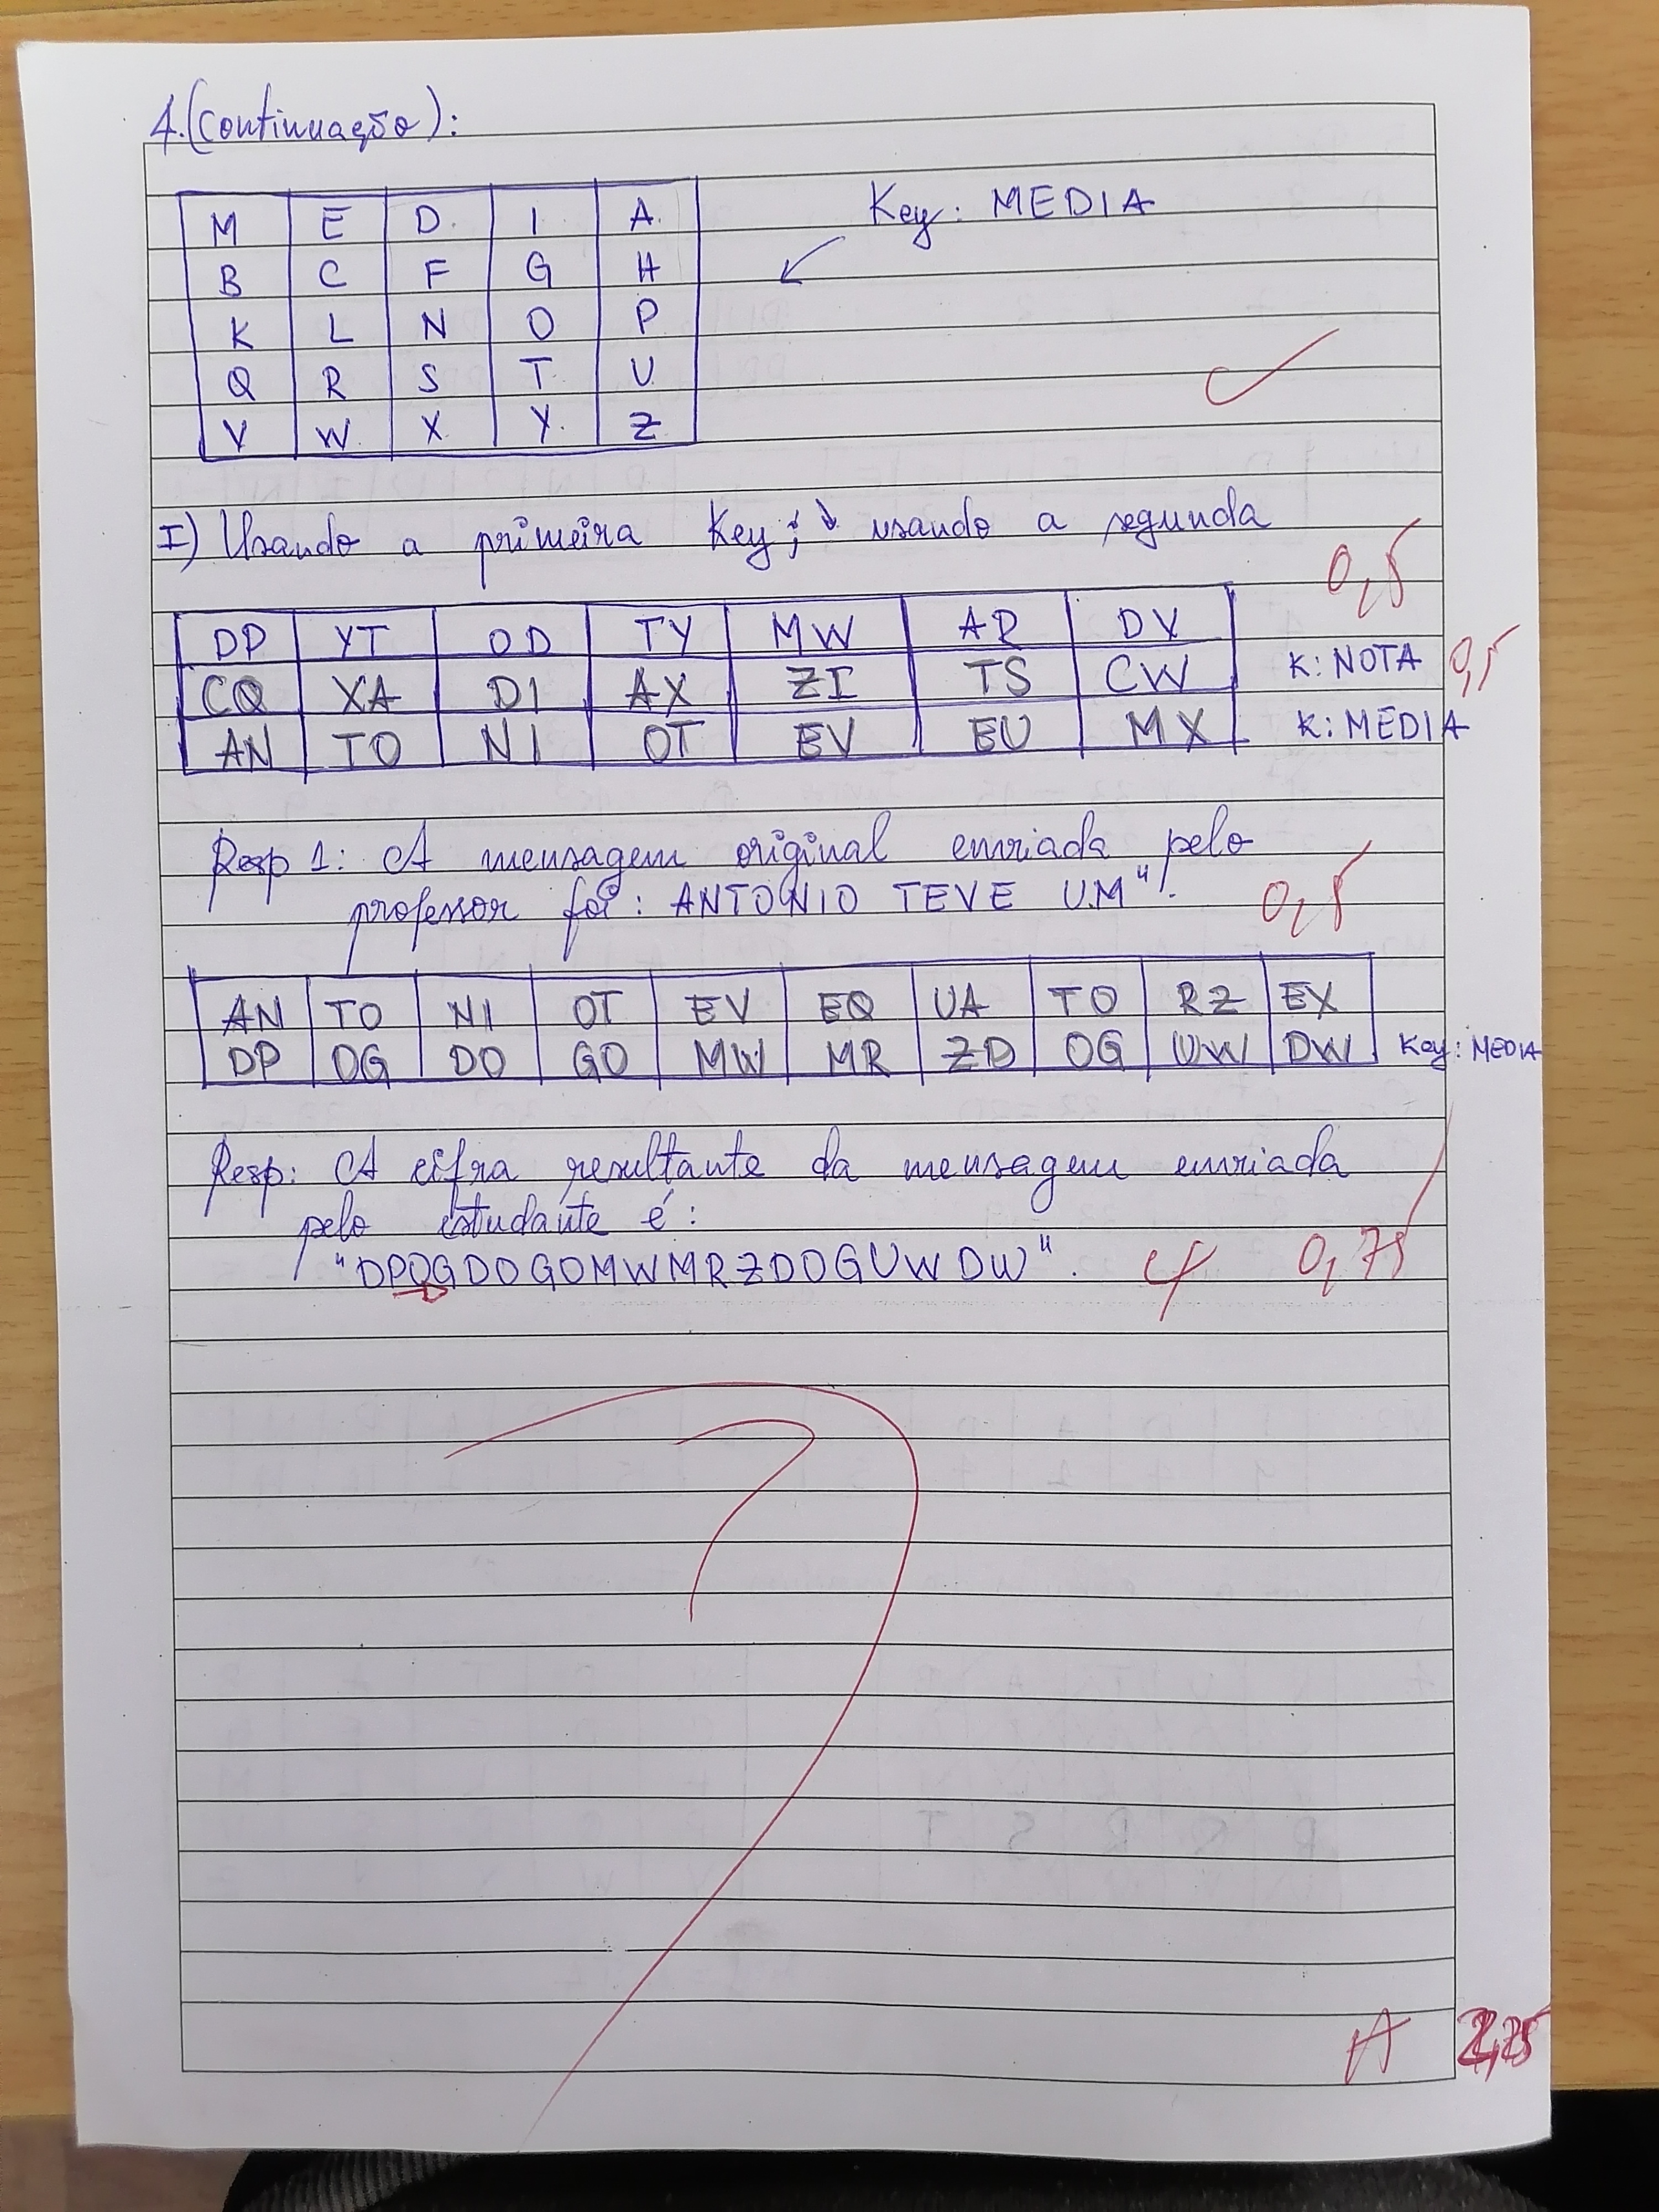 4.(Continuação):
M E D I A
Key: MEDIA
B C F G H
K L N O P
Q R S T U
V W X Y Z
I) Usando a primeira Key; usando a segunda
0,5
DP YT OD TY MW AR DV
CQ XA DI AX ZI TS CW K: NOTA 0,5
AN TO NI OT EV EU MX K: MEDIA
Resp 1: A mensagem original enviada pelo
professor foi: ANTONIO TEVE UM".
0,5
AN TO NI OT EV EQ UA TO RZ EX
DP OG DO GO MW MR ZD OG UW DW Key: MEDIA
Resp: A cifra resultante da mensagem enviada
pelo estudante é:
"DPOGDOGOMWMRZDOGUWDW". 0,75